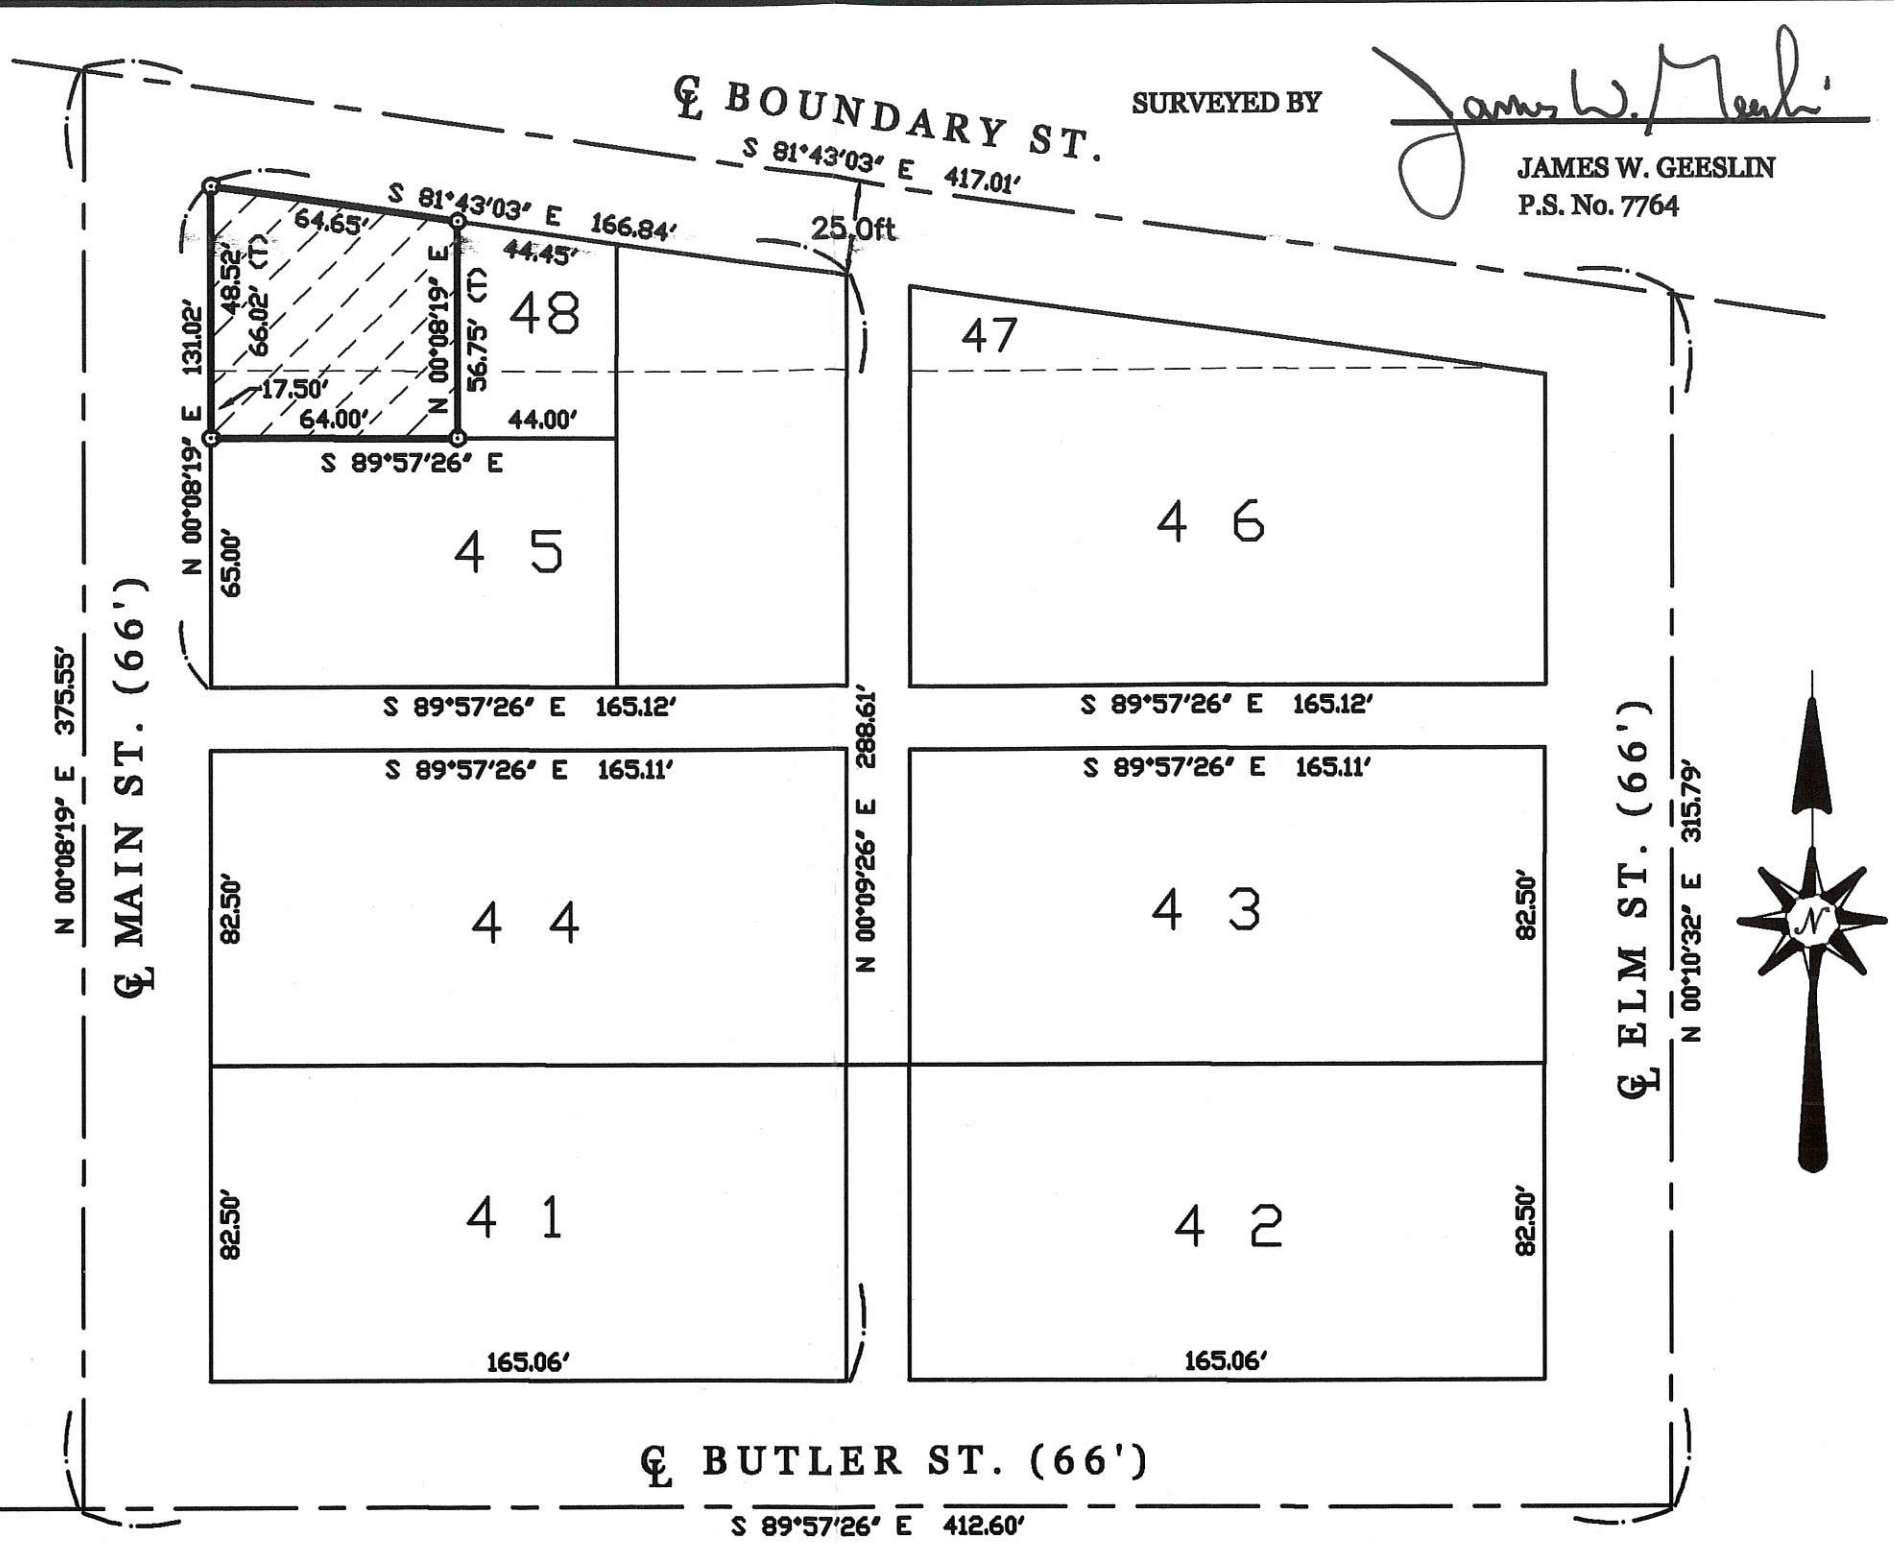 ℄ BOUNDARY ST.
S 81°43'03" E 417.01'
SURVEYED BY
James W. Geeslin
JAMES W. GEESLIN
P.S. No. 7764
25.0ft
S 81°43'03" E 166.84'
64.65'
44.45'
48.52'
66.02' (T)
N 00°08'19" E
56.75' (T)
48
47
17.50'
64.00'
44.00'
S 89°57'26" E
N 00°08'19" E 131.02'
65.00'
4 5
4 6
S 89°57'26" E 165.12'
S 89°57'26" E 165.12'
N 00°08'19" E 375.55'
℄ MAIN ST. (66')
S 89°57'26" E 165.11'
S 89°57'26" E 165.11'
N 00°09'26" E 288.61'
82.50'
4 4
4 3
82.50'
℄ ELM ST. (66')
N 00°10'32" E 315.79'
N
82.50'
4 1
4 2
82.50'
165.06'
165.06'
℄ BUTLER ST. (66')
S 89°57'26" E 412.60'